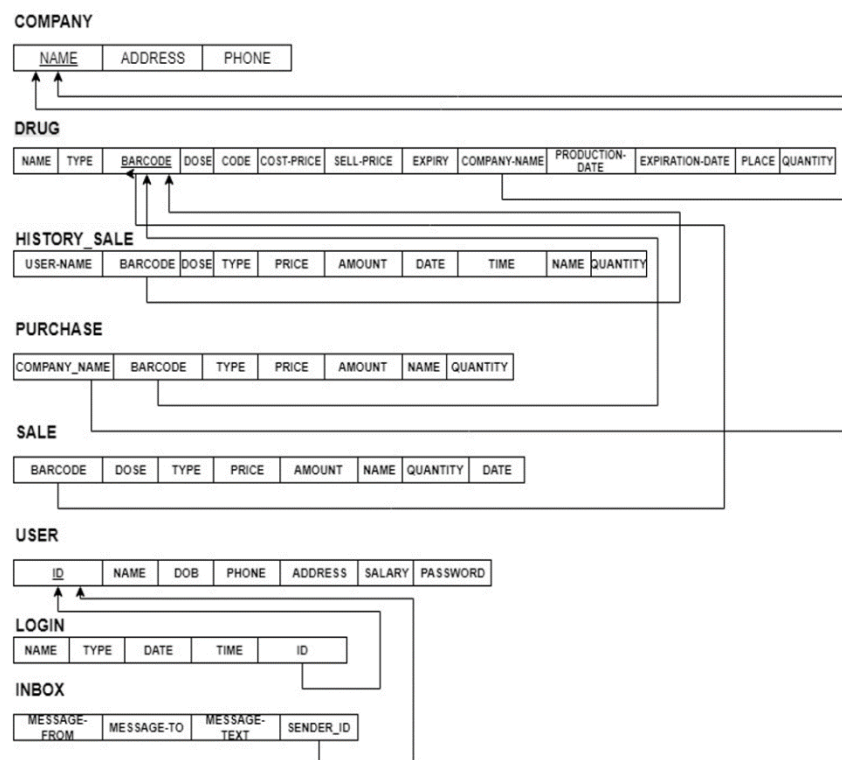 COMPANY
NAME ADDRESS PHONE
DRUG
NAME TYPE BARCODE DOSE CODE COST-PRICE SELL-PRICE EXPIRY COMPANY-NAME PRODUCTION-DATE EXPIRATION-DATE PLACE QUANTITY
HISTORY_SALE
USER-NAME BARCODE DOSE TYPE PRICE AMOUNT DATE TIME NAME QUANTITY
PURCHASE
COMPANY_NAME BARCODE TYPE PRICE AMOUNT NAME QUANTITY
SALE
BARCODE DOSE TYPE PRICE AMOUNT NAME QUANTITY DATE
USER
ID NAME DOB PHONE ADDRESS SALARY PASSWORD
LOGIN
NAME TYPE DATE TIME ID
INBOX
MESSAGE-FROM MESSAGE-TO MESSAGE-TEXT SENDER_ID